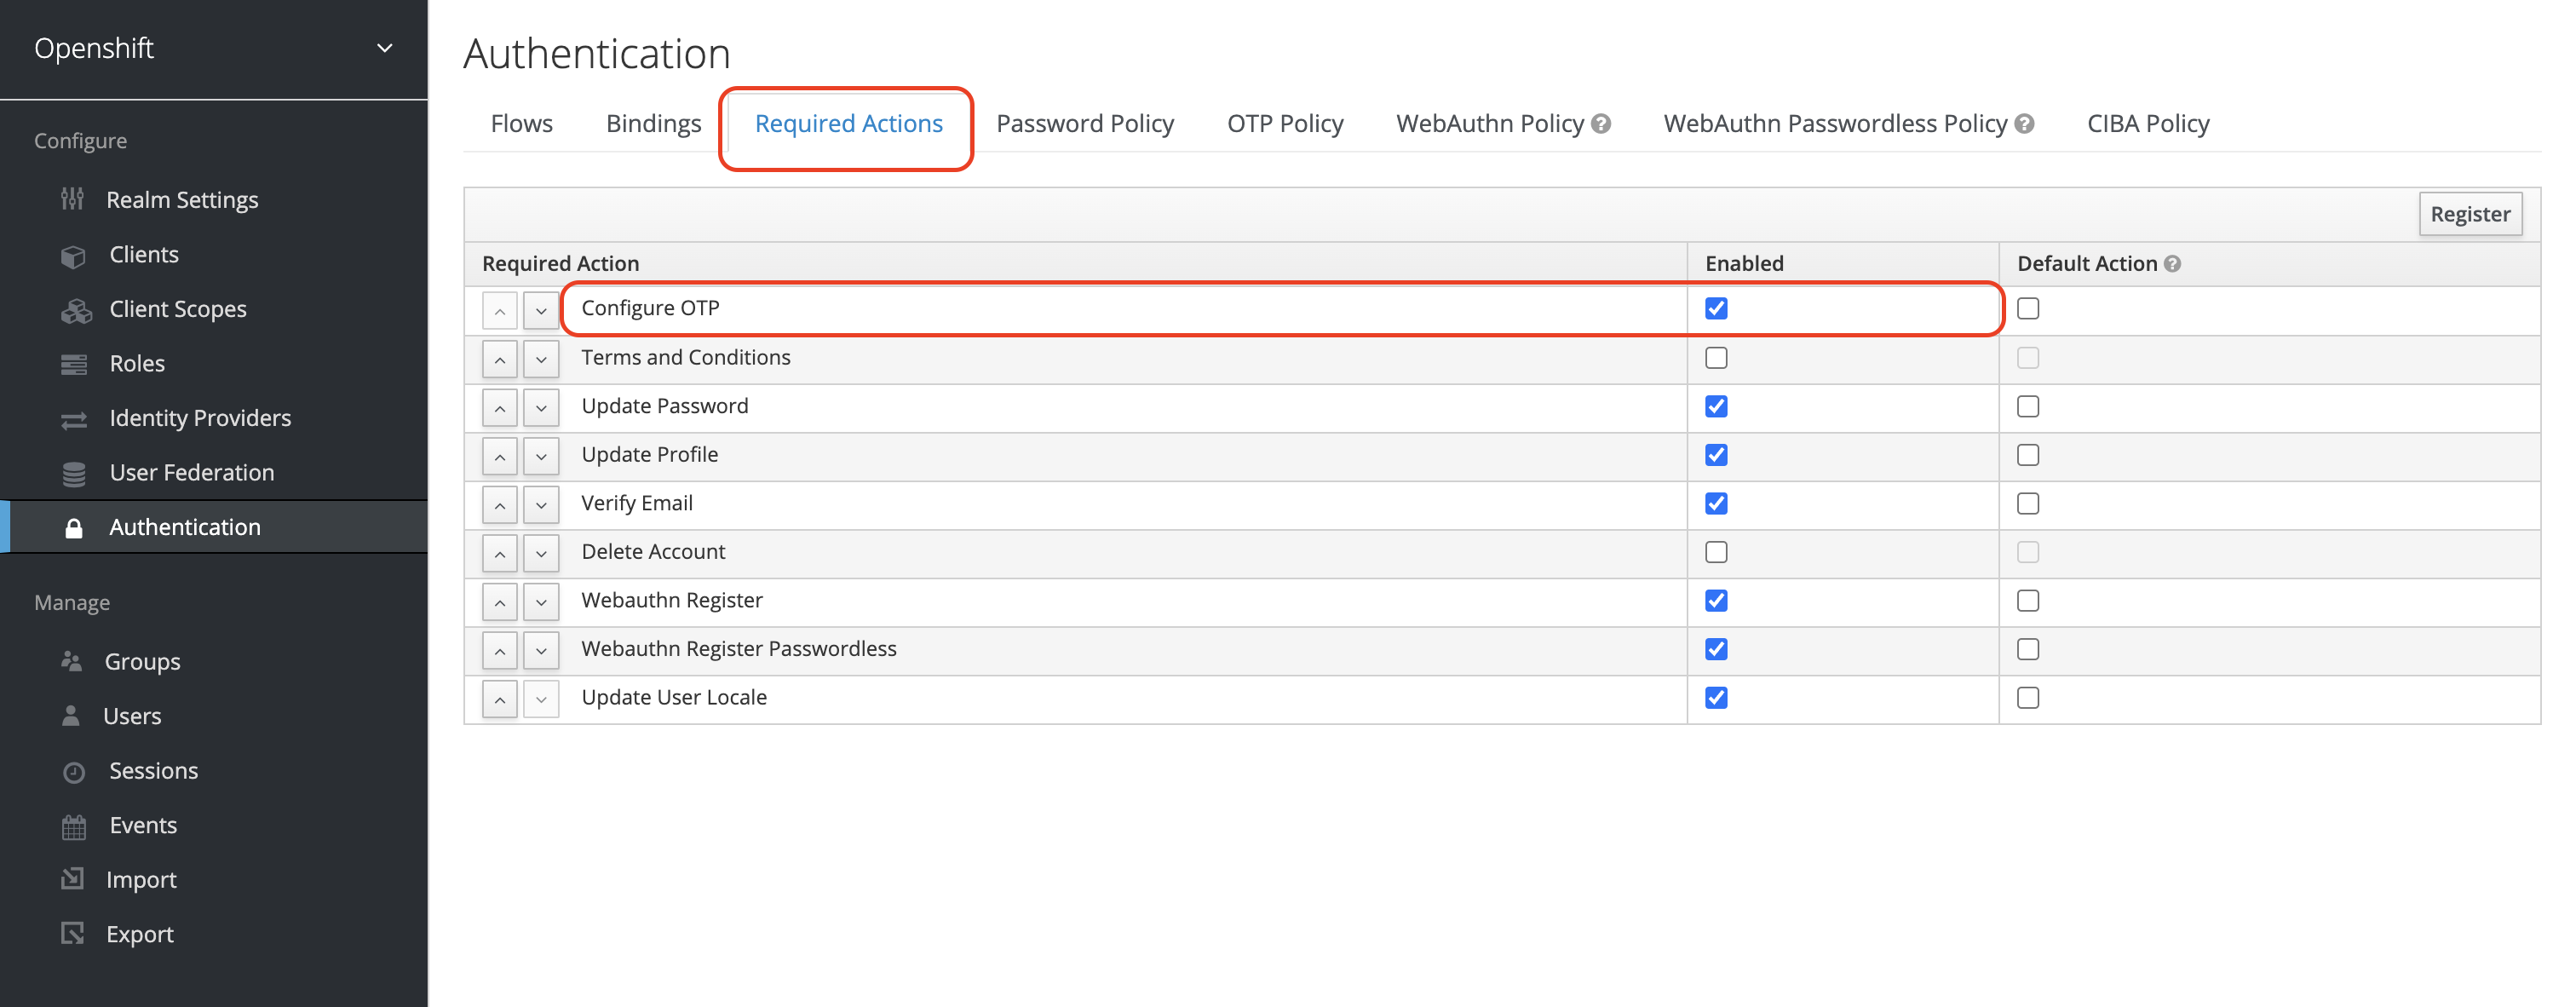 Openshift
Configure
Realm Settings
Clients
Client Scopes
Roles
Identity Providers
User Federation
Authentication
Manage
Groups
Users
Sessions
Events
Import
Export
Authentication
Flows Bindings Required Actions Password Policy OTP Policy WebAuthn Policy WebAuthn Passwordless Policy CIBA Policy
Register
Required Action Enabled Default Action
Configure OTP
Terms and Conditions
Update Password
Update Profile
Verify Email
Delete Account
Webauthn Register
Webauthn Register Passwordless
Update User Locale